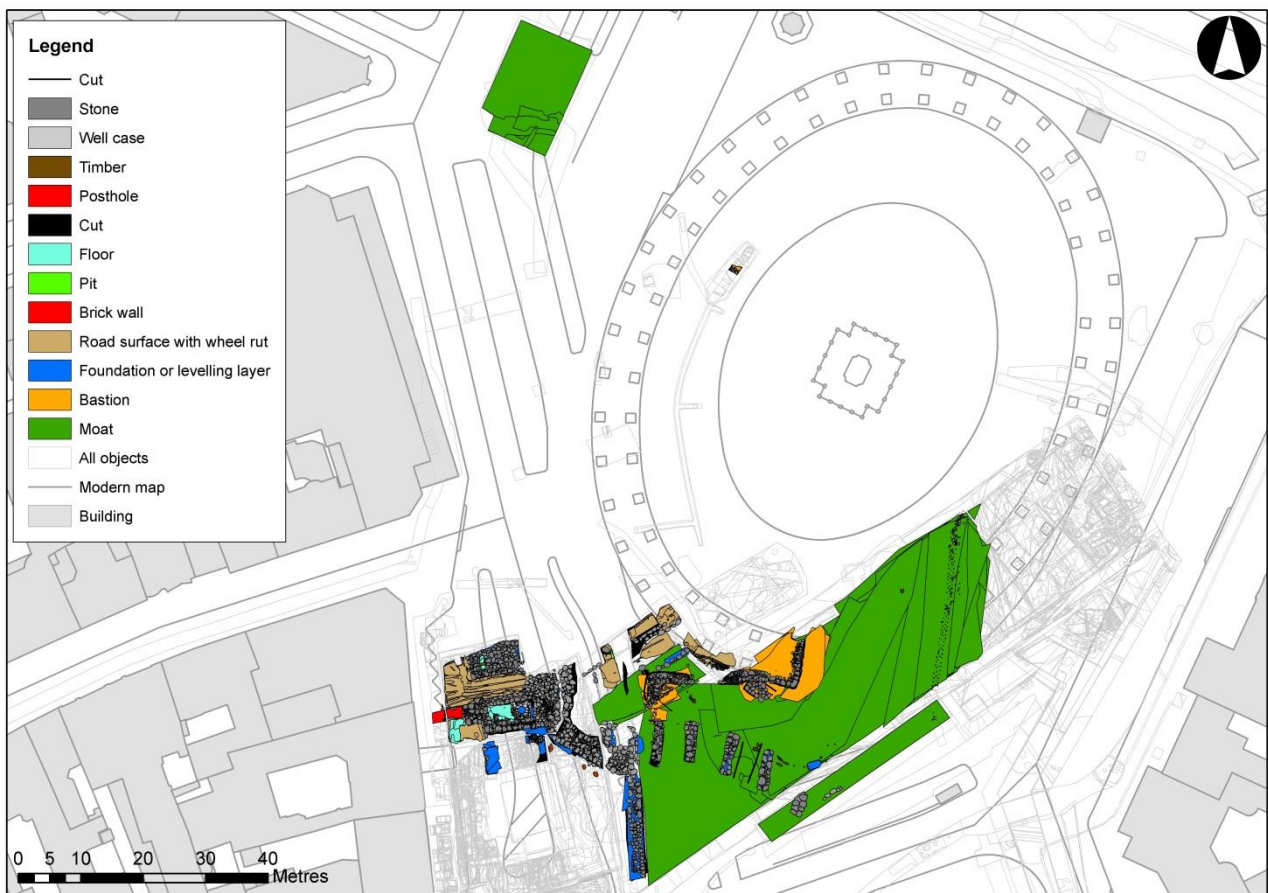 Legend
Cut
Stone
Well case
Timber
Posthole
Cut
Floor
Pit
Brick wall
Road surface with wheel rut
Foundation or levelling layer
Bastion
Moat
All objects
Modern map
Building
0 5 10 20 30 40
Metres